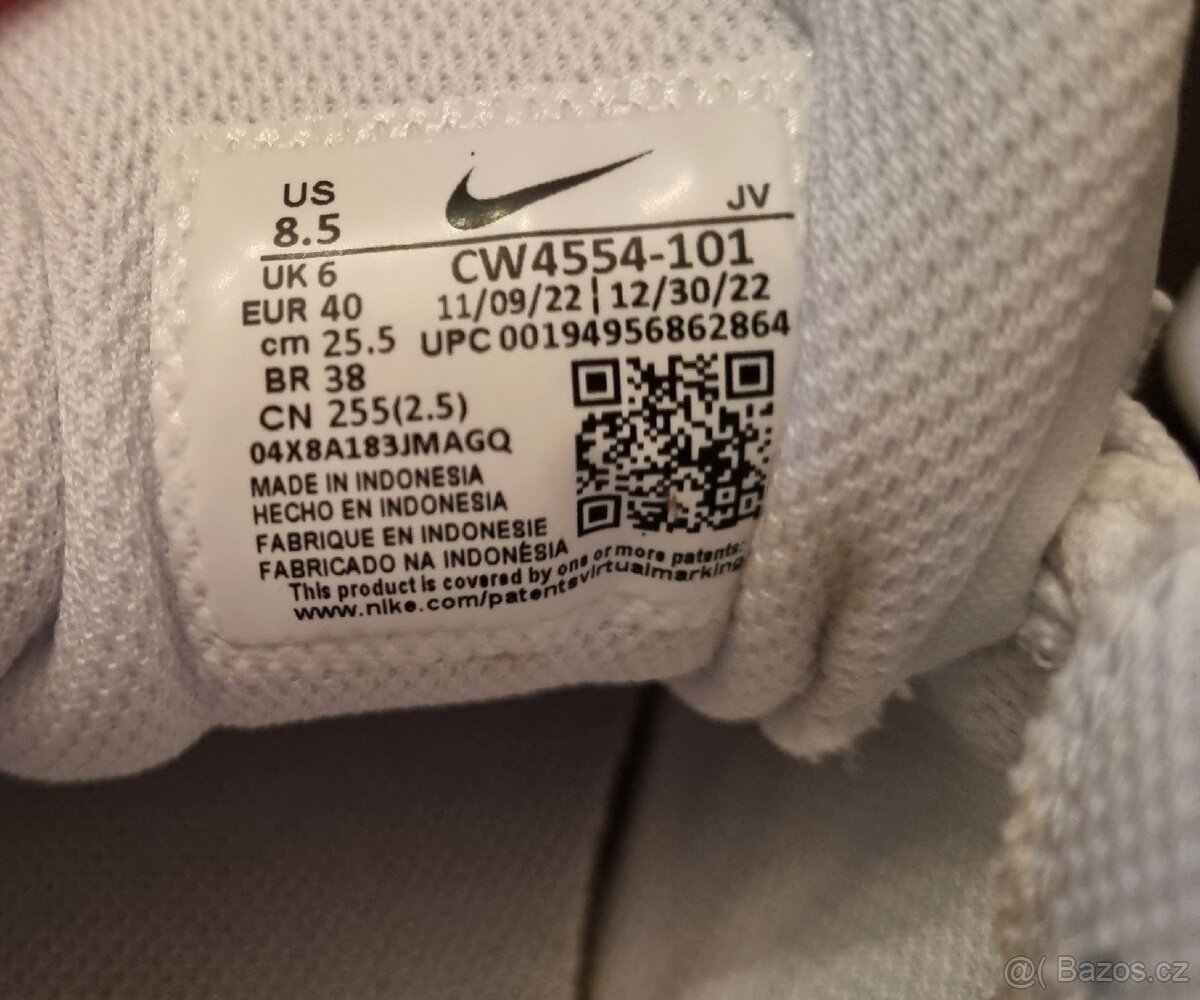 US
8.5
JV
UK 6
CW4554-101
EUR 40
11/09/22 | 12/30/22
cm 25.5
UPC 00194956862864
BR 38
CN 255(2.5)
04X8A183JMAGQ
MADE IN INDONESIA
HECHO EN INDONESIA
FABRIQUE EN INDONESIE
FABRICADO NA INDONÉSIA
This product is covered by one or more patents:
www.nike.com/patentsvirtualmarking
@( Bazos.cz